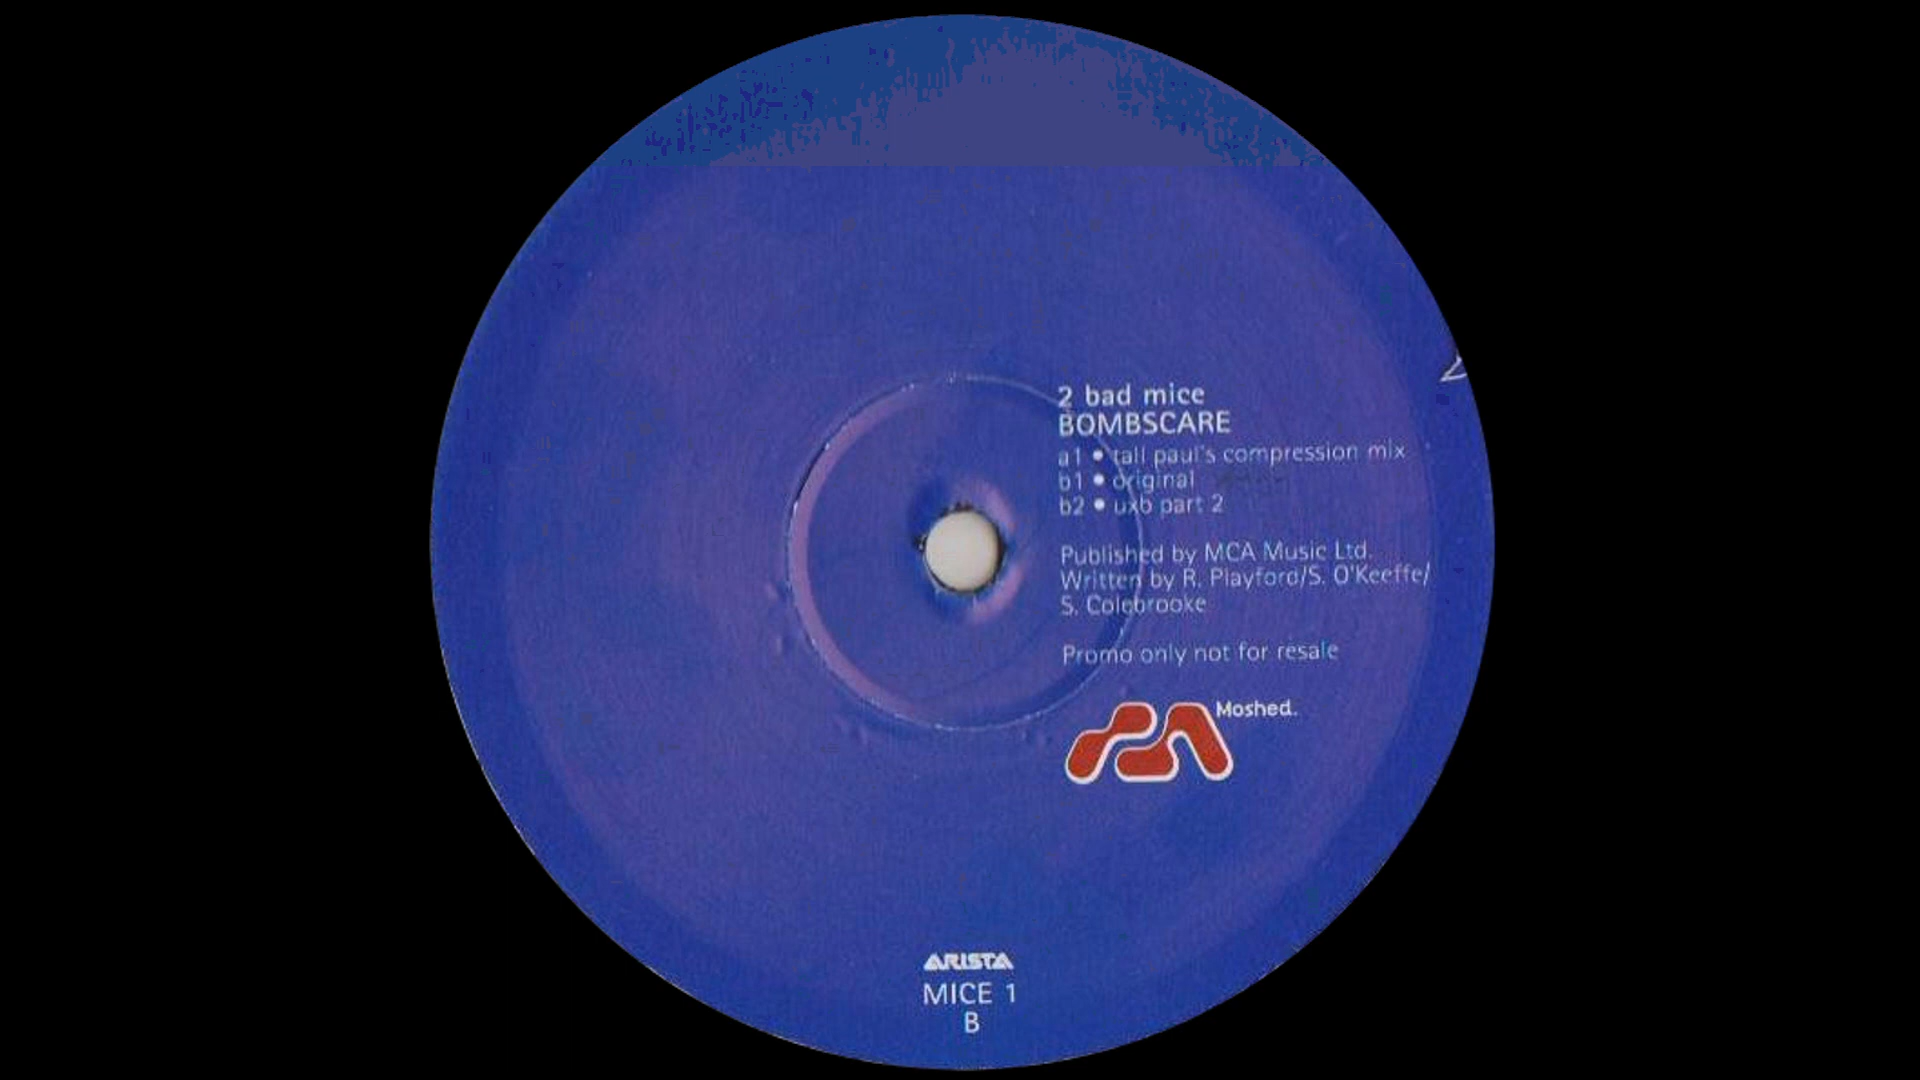 2 bad mice
BOMBSCARE
a1 • tall paul's compression mix
b1 • original
b2 • uxb part 2
Published by MCA Music Ltd.
Written by R. Playford/S. O'Keeffe/
S. Colebrooke
Promo only not for resale
Moshed.
ARISTA
MICE 1
B